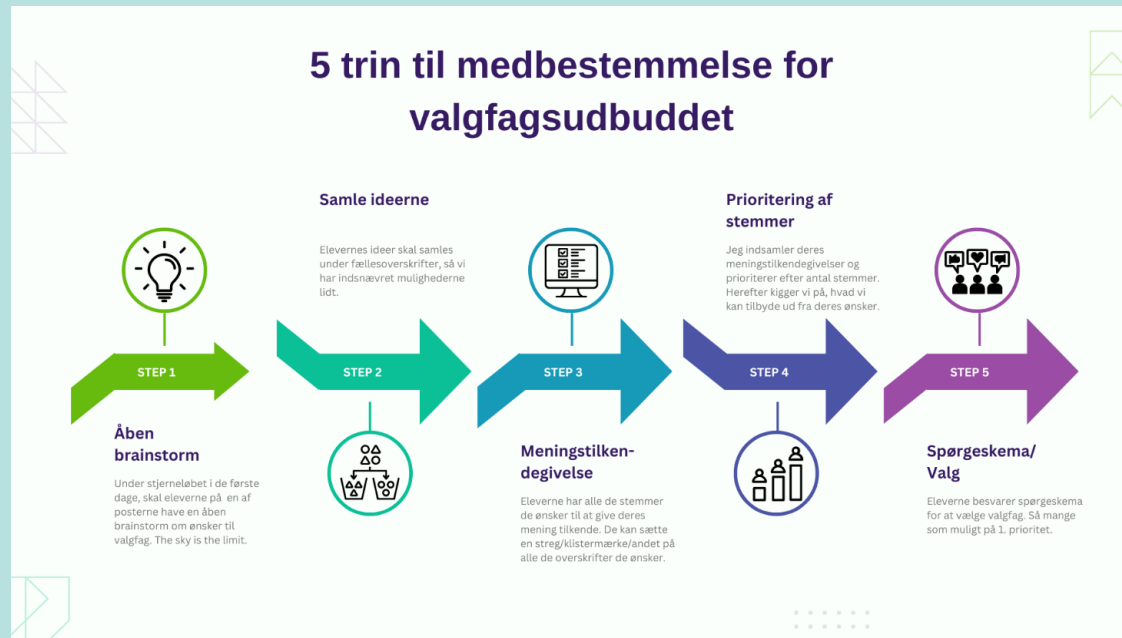 5 trin til medbestemmelse for
valgfagsudbuddet
STEP 1
Åben
brainstorm
Under stjerneløbet i de første
dage, skal eleverne på en af
posterne have en åben
brainstorm om ønsker til
valgfag. The sky is the limit.
Samle ideerne
Elevernes ideer skal samles
under fællesoverskrifter, så vi
har indsnævret mulighederne
lidt.
STEP 2
STEP 3
Meningstilken-
degivelse
Eleverne har alle de stemmer
de ønsker til at give deres
mening tilkende. De kan sætte
en streg/klistermærke/andet på
alle de overskrifter de ønsker.
Prioritering af
stemmer
Jeg indsamler deres
meningstilkendegivelser og
prioriterer efter antal stemmer.
Herefter kigger vi på, hvad vi
kan tilbyde ud fra deres ønsker.
STEP 4
STEP 5
Spørgeskema/
Valg
Eleverne besvarer spørgeskema
for at vælge valgfag. Så mange
som muligt på 1. prioritet.